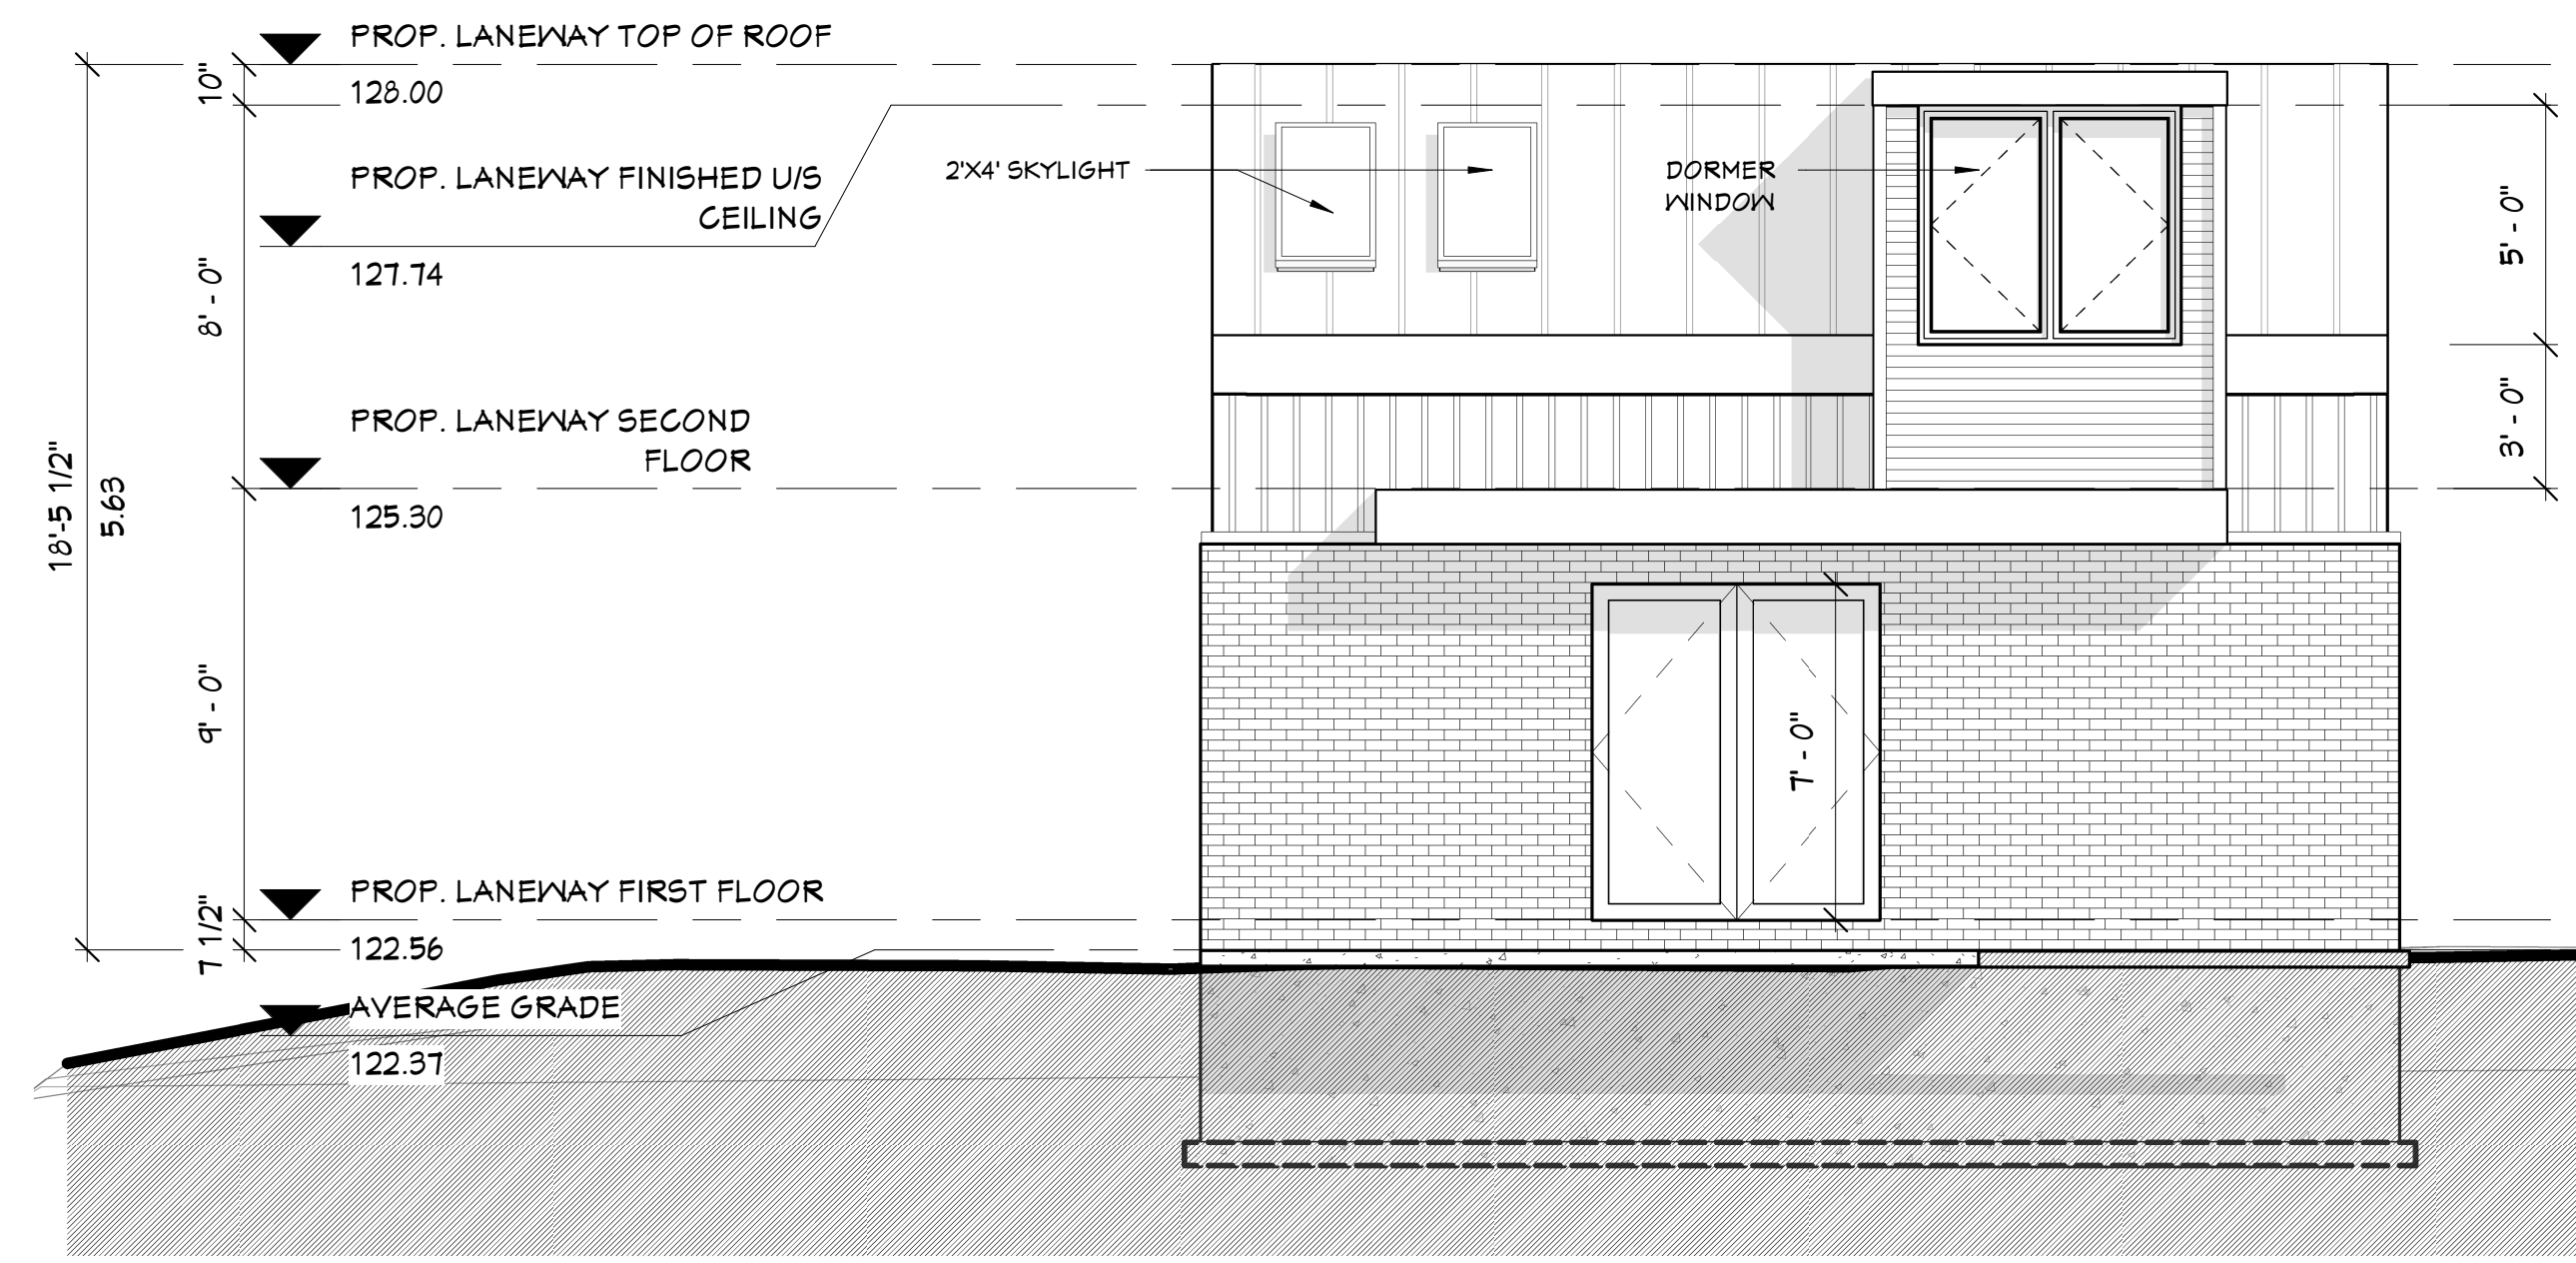 PROP. LANEWAY TOP OF ROOF
128.00
10"
PROP. LANEWAY FINISHED U/S
CEILING
127.74
8' - 0"
PROP. LANEWAY SECOND
FLOOR
125.30
18'-5 1/2"
5.63
9' - 0"
PROP. LANEWAY FIRST FLOOR
122.56
7 1/2"
AVERAGE GRADE
122.37
2'X4' SKYLIGHT
DORMER
WINDOW
7' - 0"
5' - 0"
3' - 0"